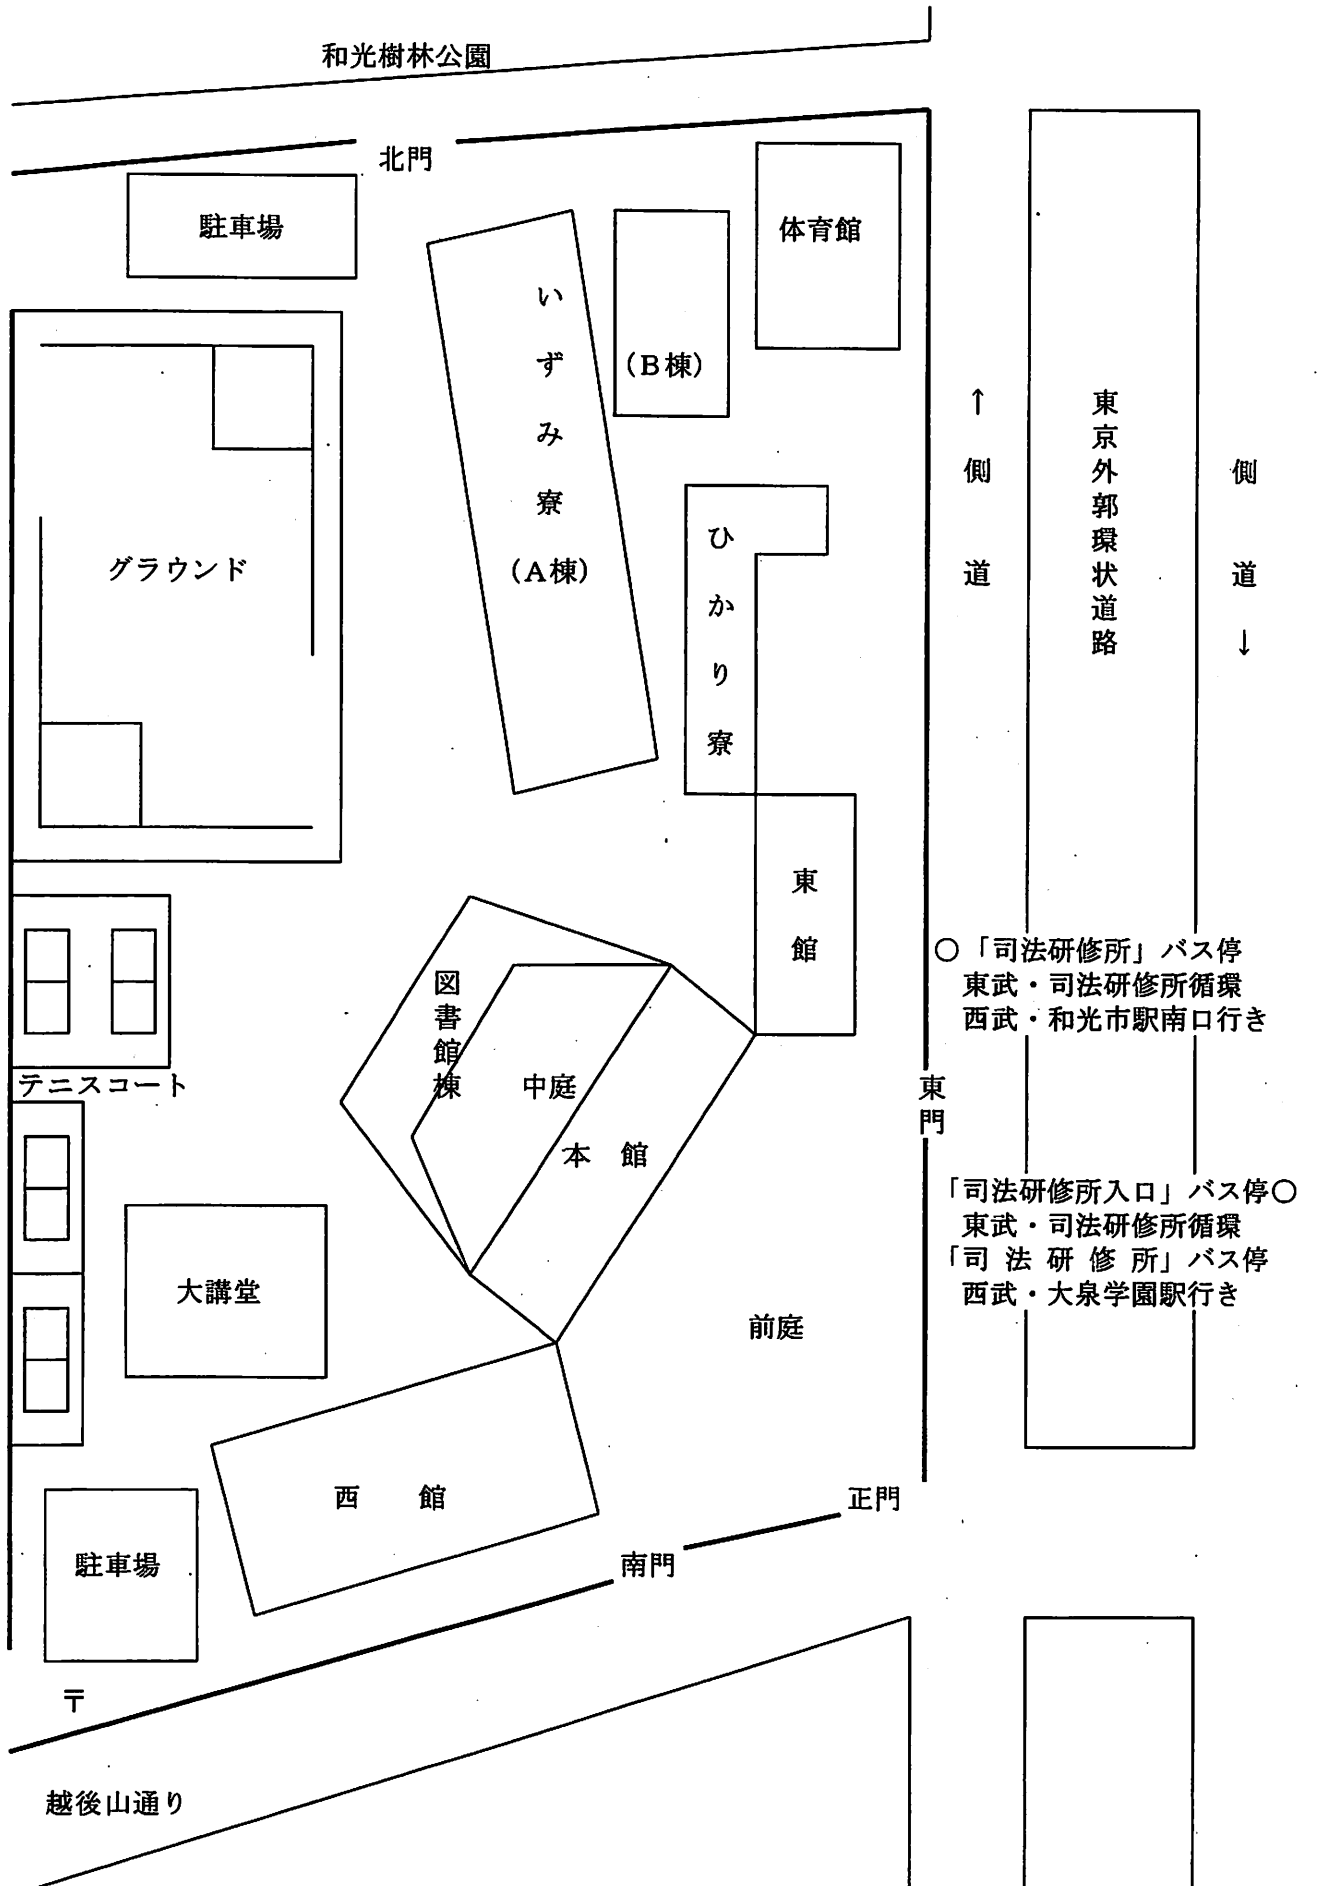 和光樹林公園
北門
駐車場
体育館
いずみ寮
(A棟)
(B棟)
グラウンド
ひかり寮
↑側道
東京外郭環状道路
側道↓
東館
○「司法研修所」バス停
東武・司法研修所循環
西武・和光市駅南口行き
図書館棟
中庭
本館
テニスコート
東門
「司法研修所入口」バス停○
東武・司法研修所循環
「司法研修所」バス停
西武・大泉学園駅行き
大講堂
前庭
西館
正門
南門
駐車場
〒
越後山通り